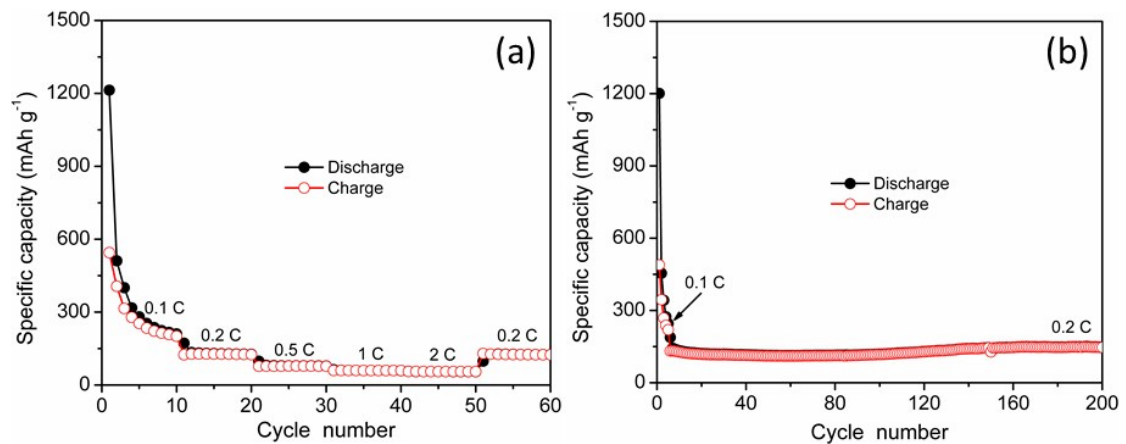 (a)
1500
1200
900
600
300
0
Specific capacity (mAh g⁻¹)
Discharge
Charge
0.1 C
0.2 C
0.5 C
1 C
2 C
0.2 C
0 10 20 30 40 50 60
Cycle number
(b)
1500
1200
900
600
300
0
Specific capacity (mAh g⁻¹)
Discharge
Charge
0.1 C
0.2 C
0 40 80 120 160 200
Cycle number